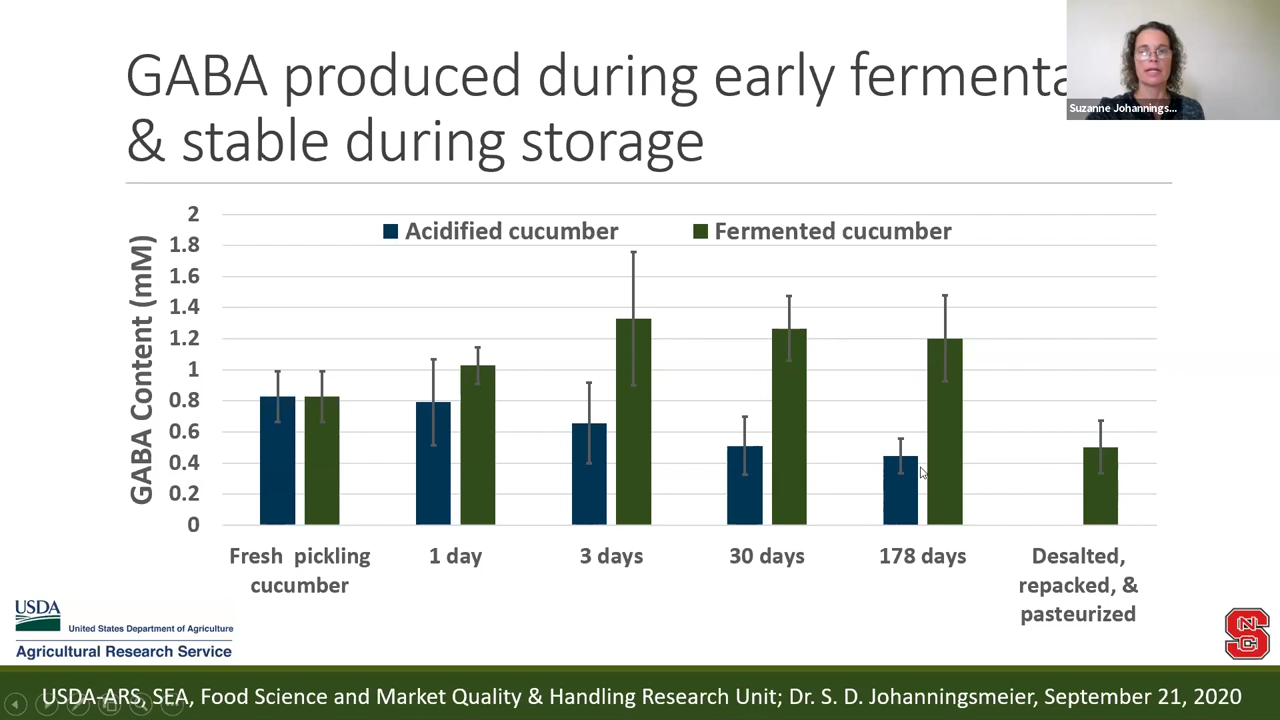 GABA produced during early fermenta
& stable during storage
Suzanne Johannings...
Acidified cucumber
Fermented cucumber
GABA Content (mM)
2
1.8
1.6
1.4
1.2
1
0.8
0.6
0.4
0.2
0
Fresh pickling
cucumber
1 day
3 days
30 days
178 days
Desalted,
repacked, &
pasteurized
USDA
United States Department of Agriculture
Agricultural Research Service
NC
S
USDA-ARS, SEA, Food Science and Market Quality & Handling Research Unit; Dr. S. D. Johanningsmeier, September 21, 2020